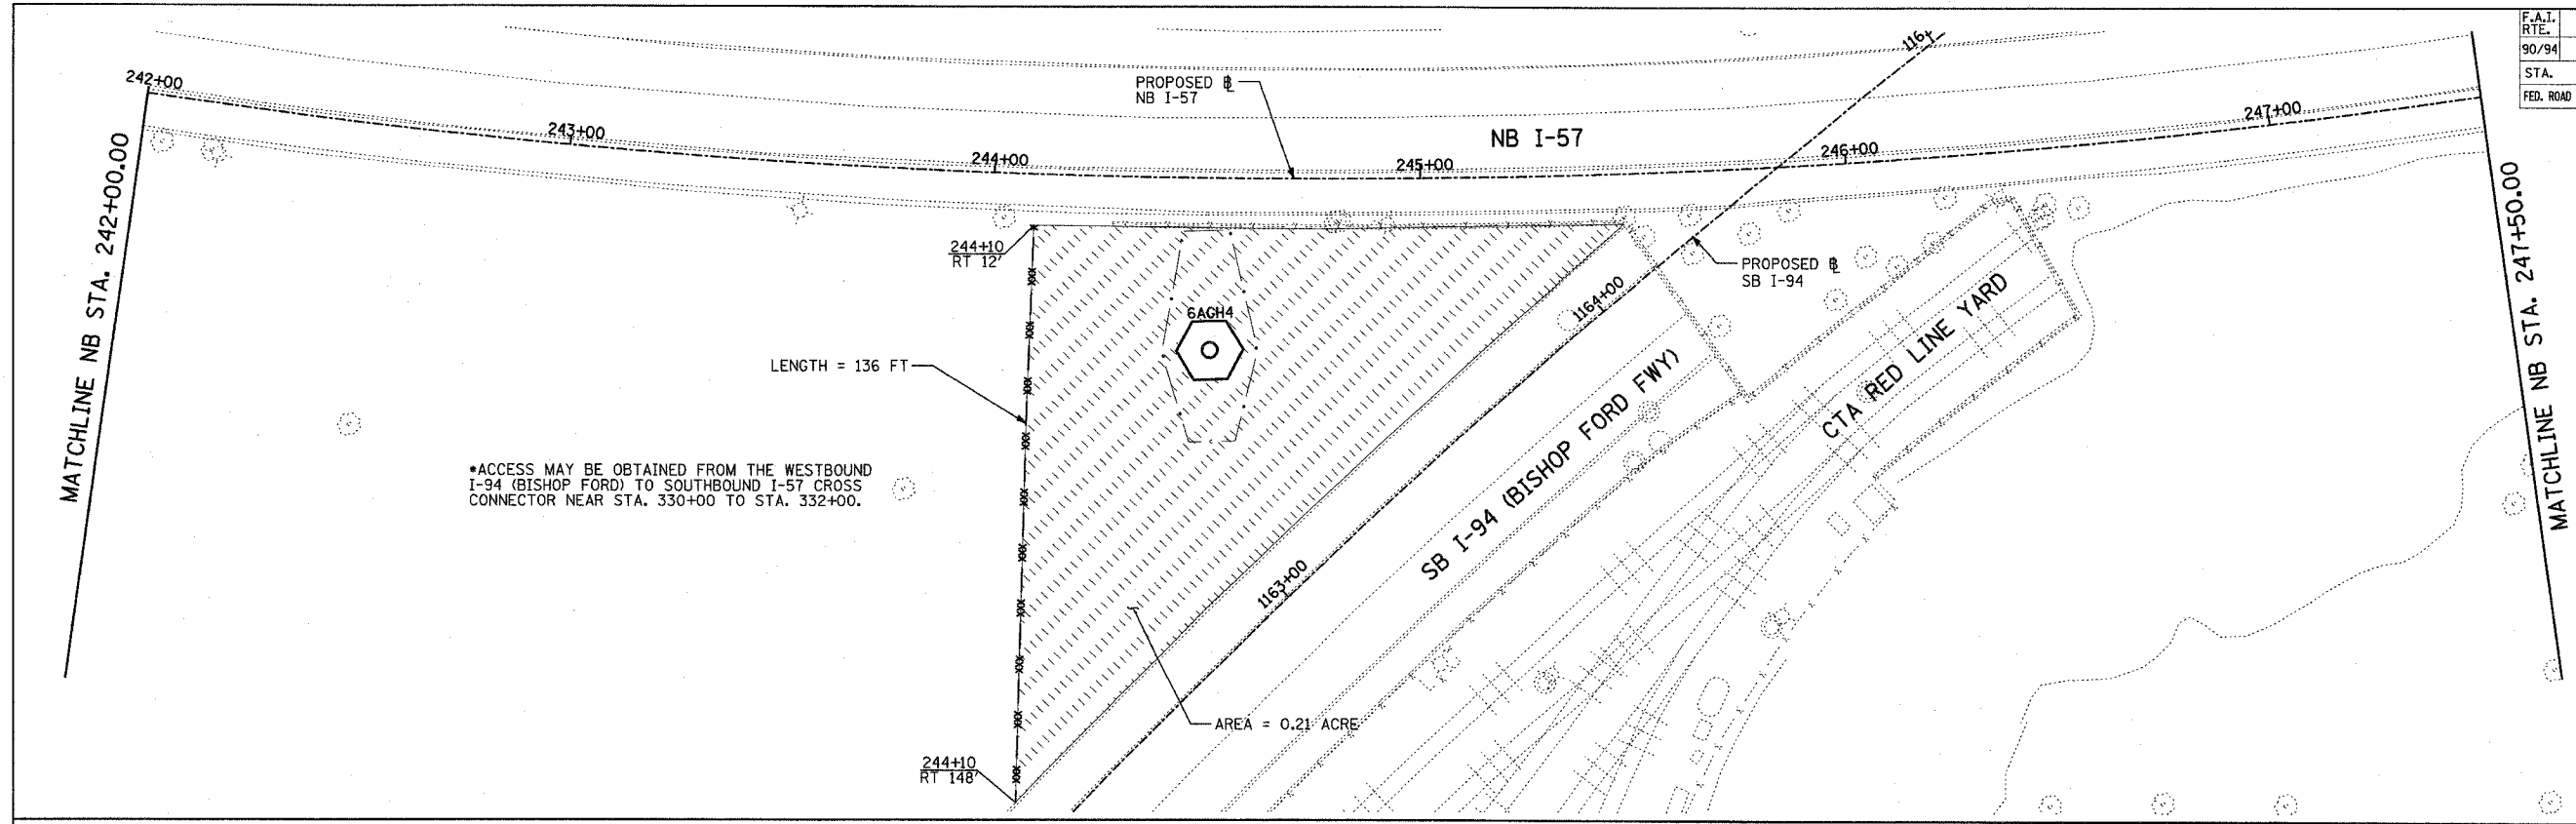 F.A.I.
RTE.
90/94
STA.
FED. ROAD
242+00
243+00
244+00
245+00
246+00
247+00
116
PROPOSED ℄
NB I-57
NB I-57
MATCHLINE NB STA. 242+00.00
MATCHLINE NB STA. 247+50.00
244+10
RT 12'
6AGH4
PROPOSED ℄
SB I-94
1164+00
LENGTH = 136 FT
CTA RED LINE YARD
SB I-94 (BISHOP FORD FWY)
*ACCESS MAY BE OBTAINED FROM THE WESTBOUND
I-94 (BISHOP FORD) TO SOUTHBOUND I-57 CROSS
CONNECTOR NEAR STA. 330+00 TO STA. 332+00.
1163+00
AREA = 0.21 ACRE
244+10
RT 148'